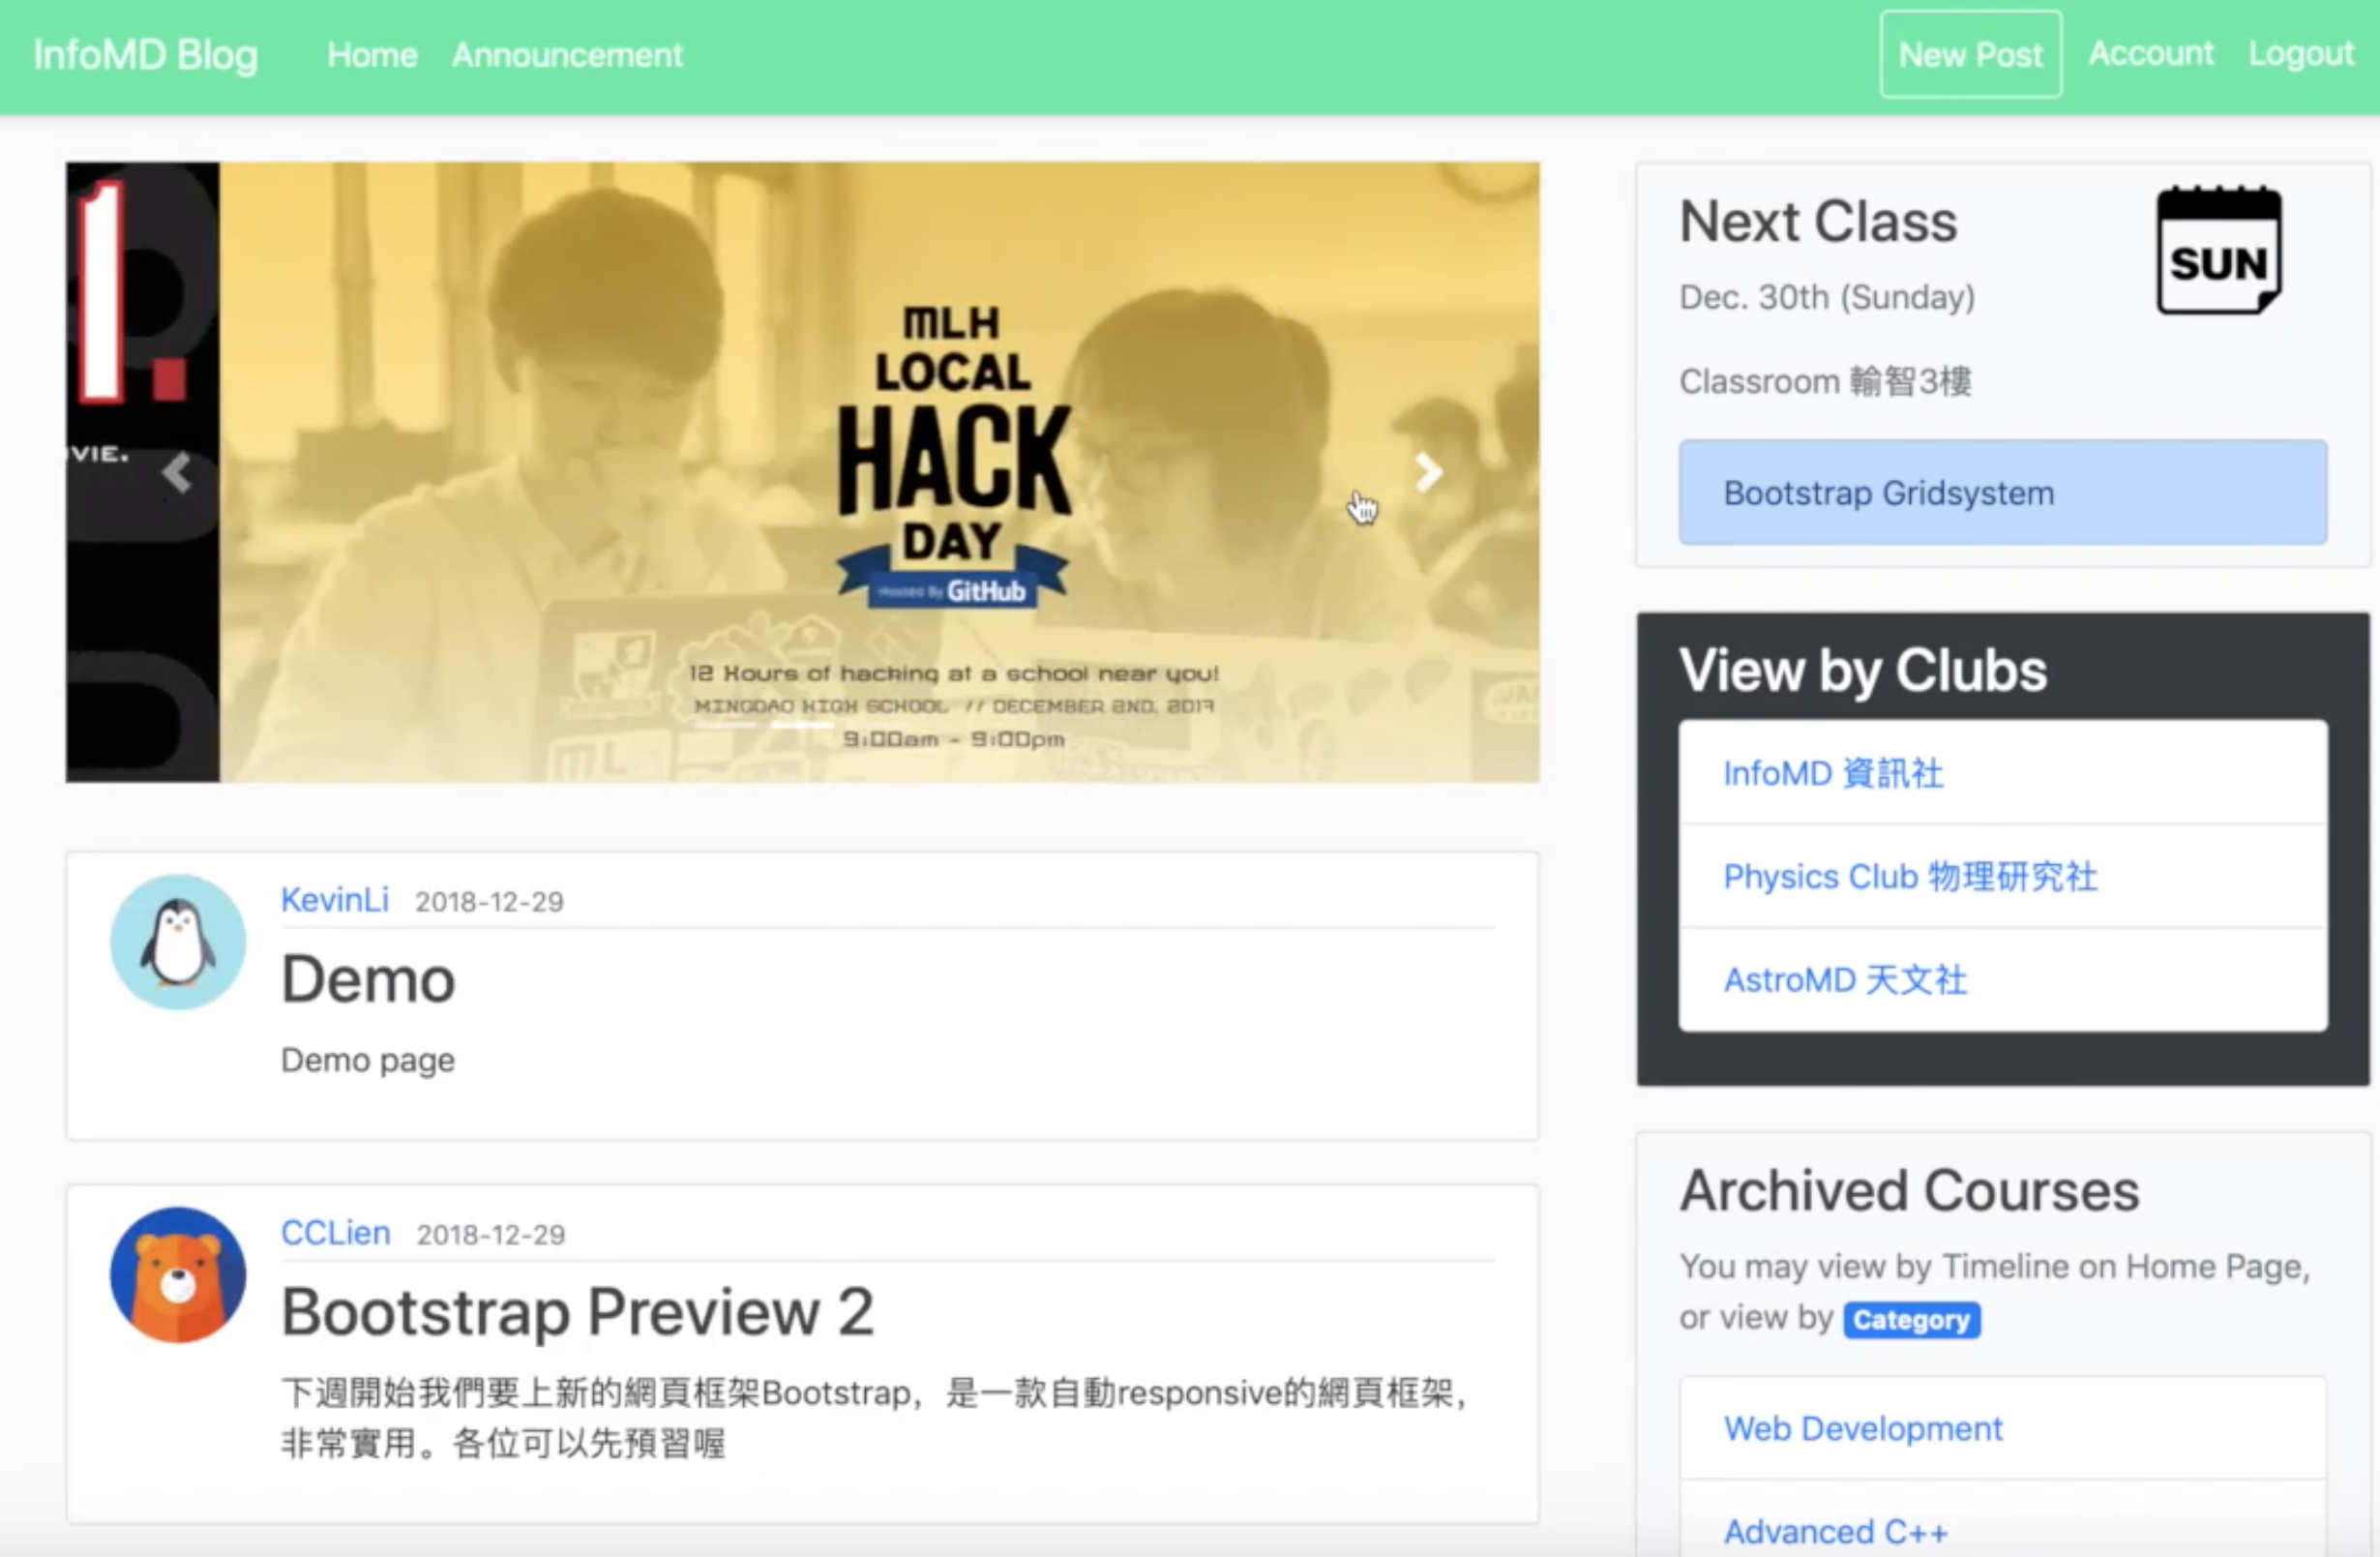 InfoMD Blog
Home
Announcement
New Post
Account
Logout
1.
VIE.
MLH
LOCAL
HACK
DAY
Hosted By GitHub
12 Hours of hacking at a school near you!
MINGDAO HIGH SCHOOL // DECEMBER 2ND, 2017
9:00am - 9:00pm
KevinLi 2018-12-29
Demo
Demo page
CCLien 2018-12-29
Bootstrap Preview 2
下週開始我們要上新的網頁框架Bootstrap，是一款自動responsive的網頁框架，
非常實用。各位可以先預習喔
Next Class
SUN
Dec. 30th (Sunday)
Classroom 輸智3樓
Bootstrap Gridsystem
View by Clubs
InfoMD 資訊社
Physics Club 物理研究社
AstroMD 天文社
Archived Courses
You may view by Timeline on Home Page,
or view by Category
Web Development
Advanced C++